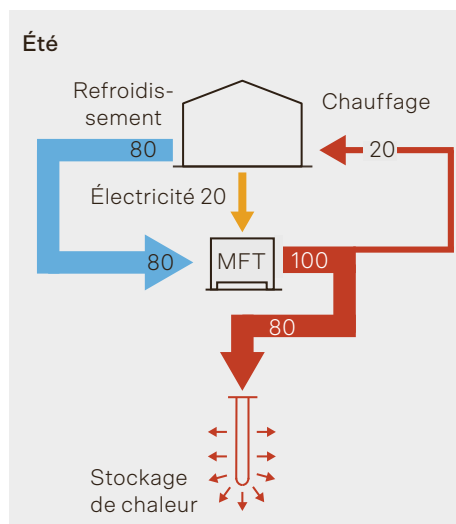 Été
Refroidis-
sement
Chauffage
80
20
Électricité 20
80
MFT
100
80
Stockage
de chaleur